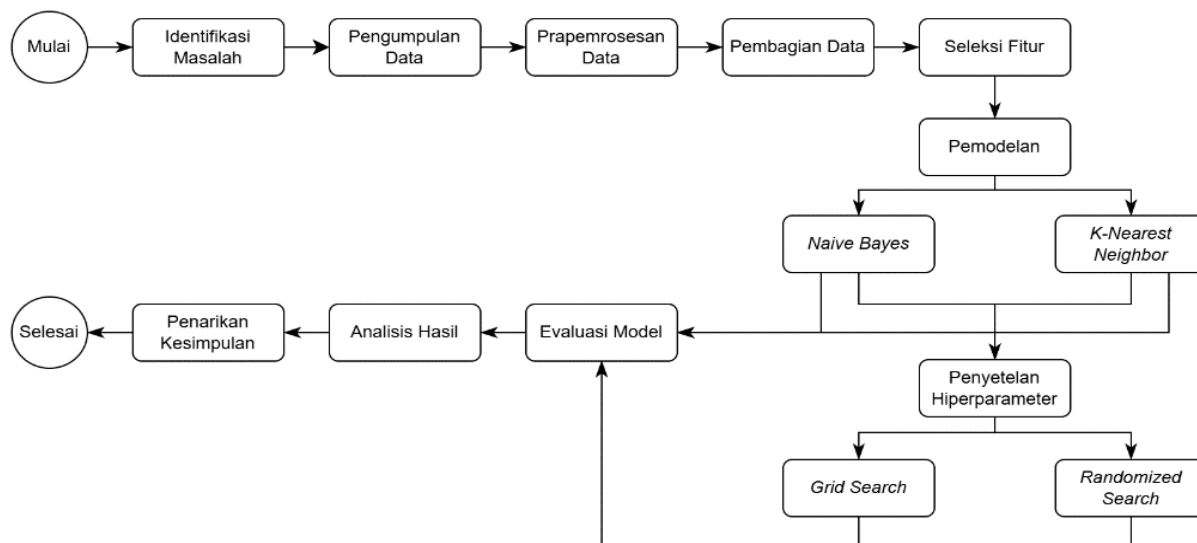 Mulai
Identifikasi
Masalah
Pengumpulan
Data
Prapemrosesan
Data
Pembagian Data
Seleksi Fitur
Pemodelan
Naive Bayes
K-Nearest
Neighbor
Selesai
Penarikan
Kesimpulan
Analisis Hasil
Evaluasi Model
Penyetelan
Hiperparameter
Grid Search
Randomized
Search